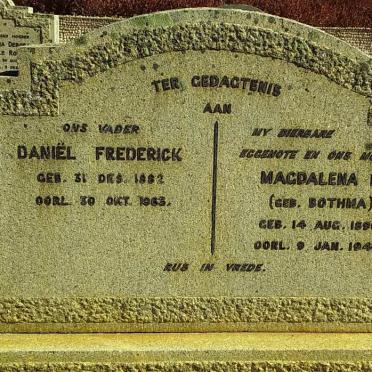 TER GEDAGTENIS
AAN
ONS VADER
DANIËL FREDERICK
GEB. 31 DES. 1882
OORL. 30 OKT. 1963.
MY DIERBARE
EGGENOTE EN ONS
MAGDALENA
(GEB. BOTHMA)
GEB. 14 AUG.
OORL. 9 JAN.
RUS IN VREDE.